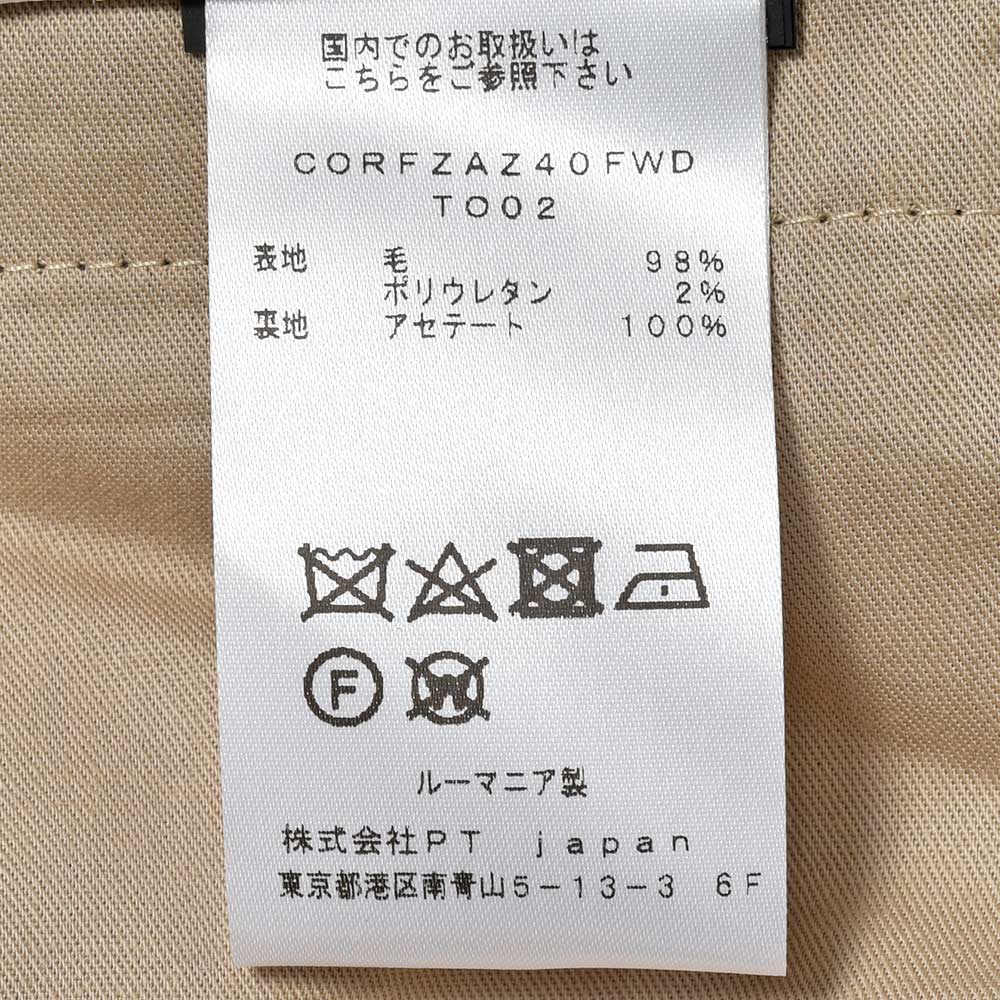 国内でのお取扱いは
こちらをご参照下さい
CORFZAZ40FWD
TO02
表地 毛 98%
ポリウレタン 2%
裏地 アセテート 100%
F W
ルーマニア製
株式会社PT japan
東京都港区南青山5-13-3 6F